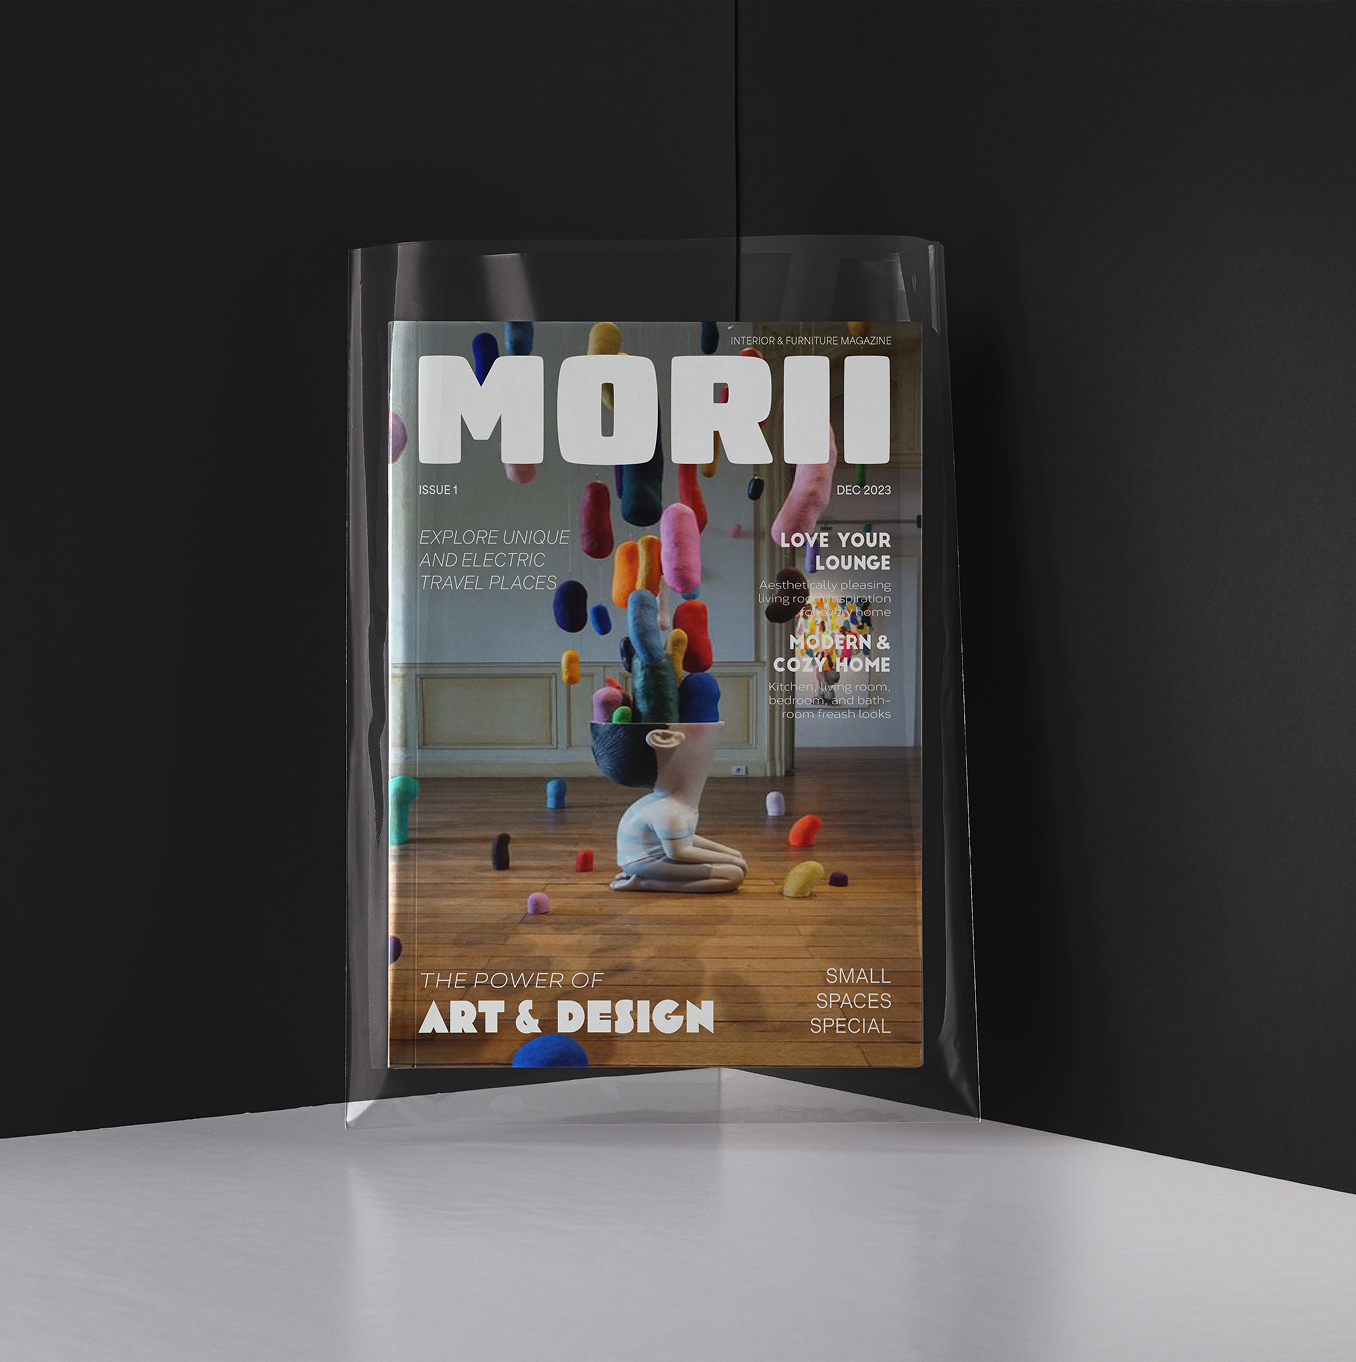 INTERIOR & FURNITURE MAGAZINE
MORII
ISSUE 1
DEC 2023
EXPLORE UNIQUE
AND ELECTRIC
TRAVEL PLACES
LOVE YOUR
LOUNGE
Aesthetically pleasing
living room inspiration
for every home
MODERN &
COZY HOME
Kitchen, living room,
bedroom, and bath-
room freash looks
THE POWER OF
ART & DESIGN
SMALL
SPACES
SPECIAL